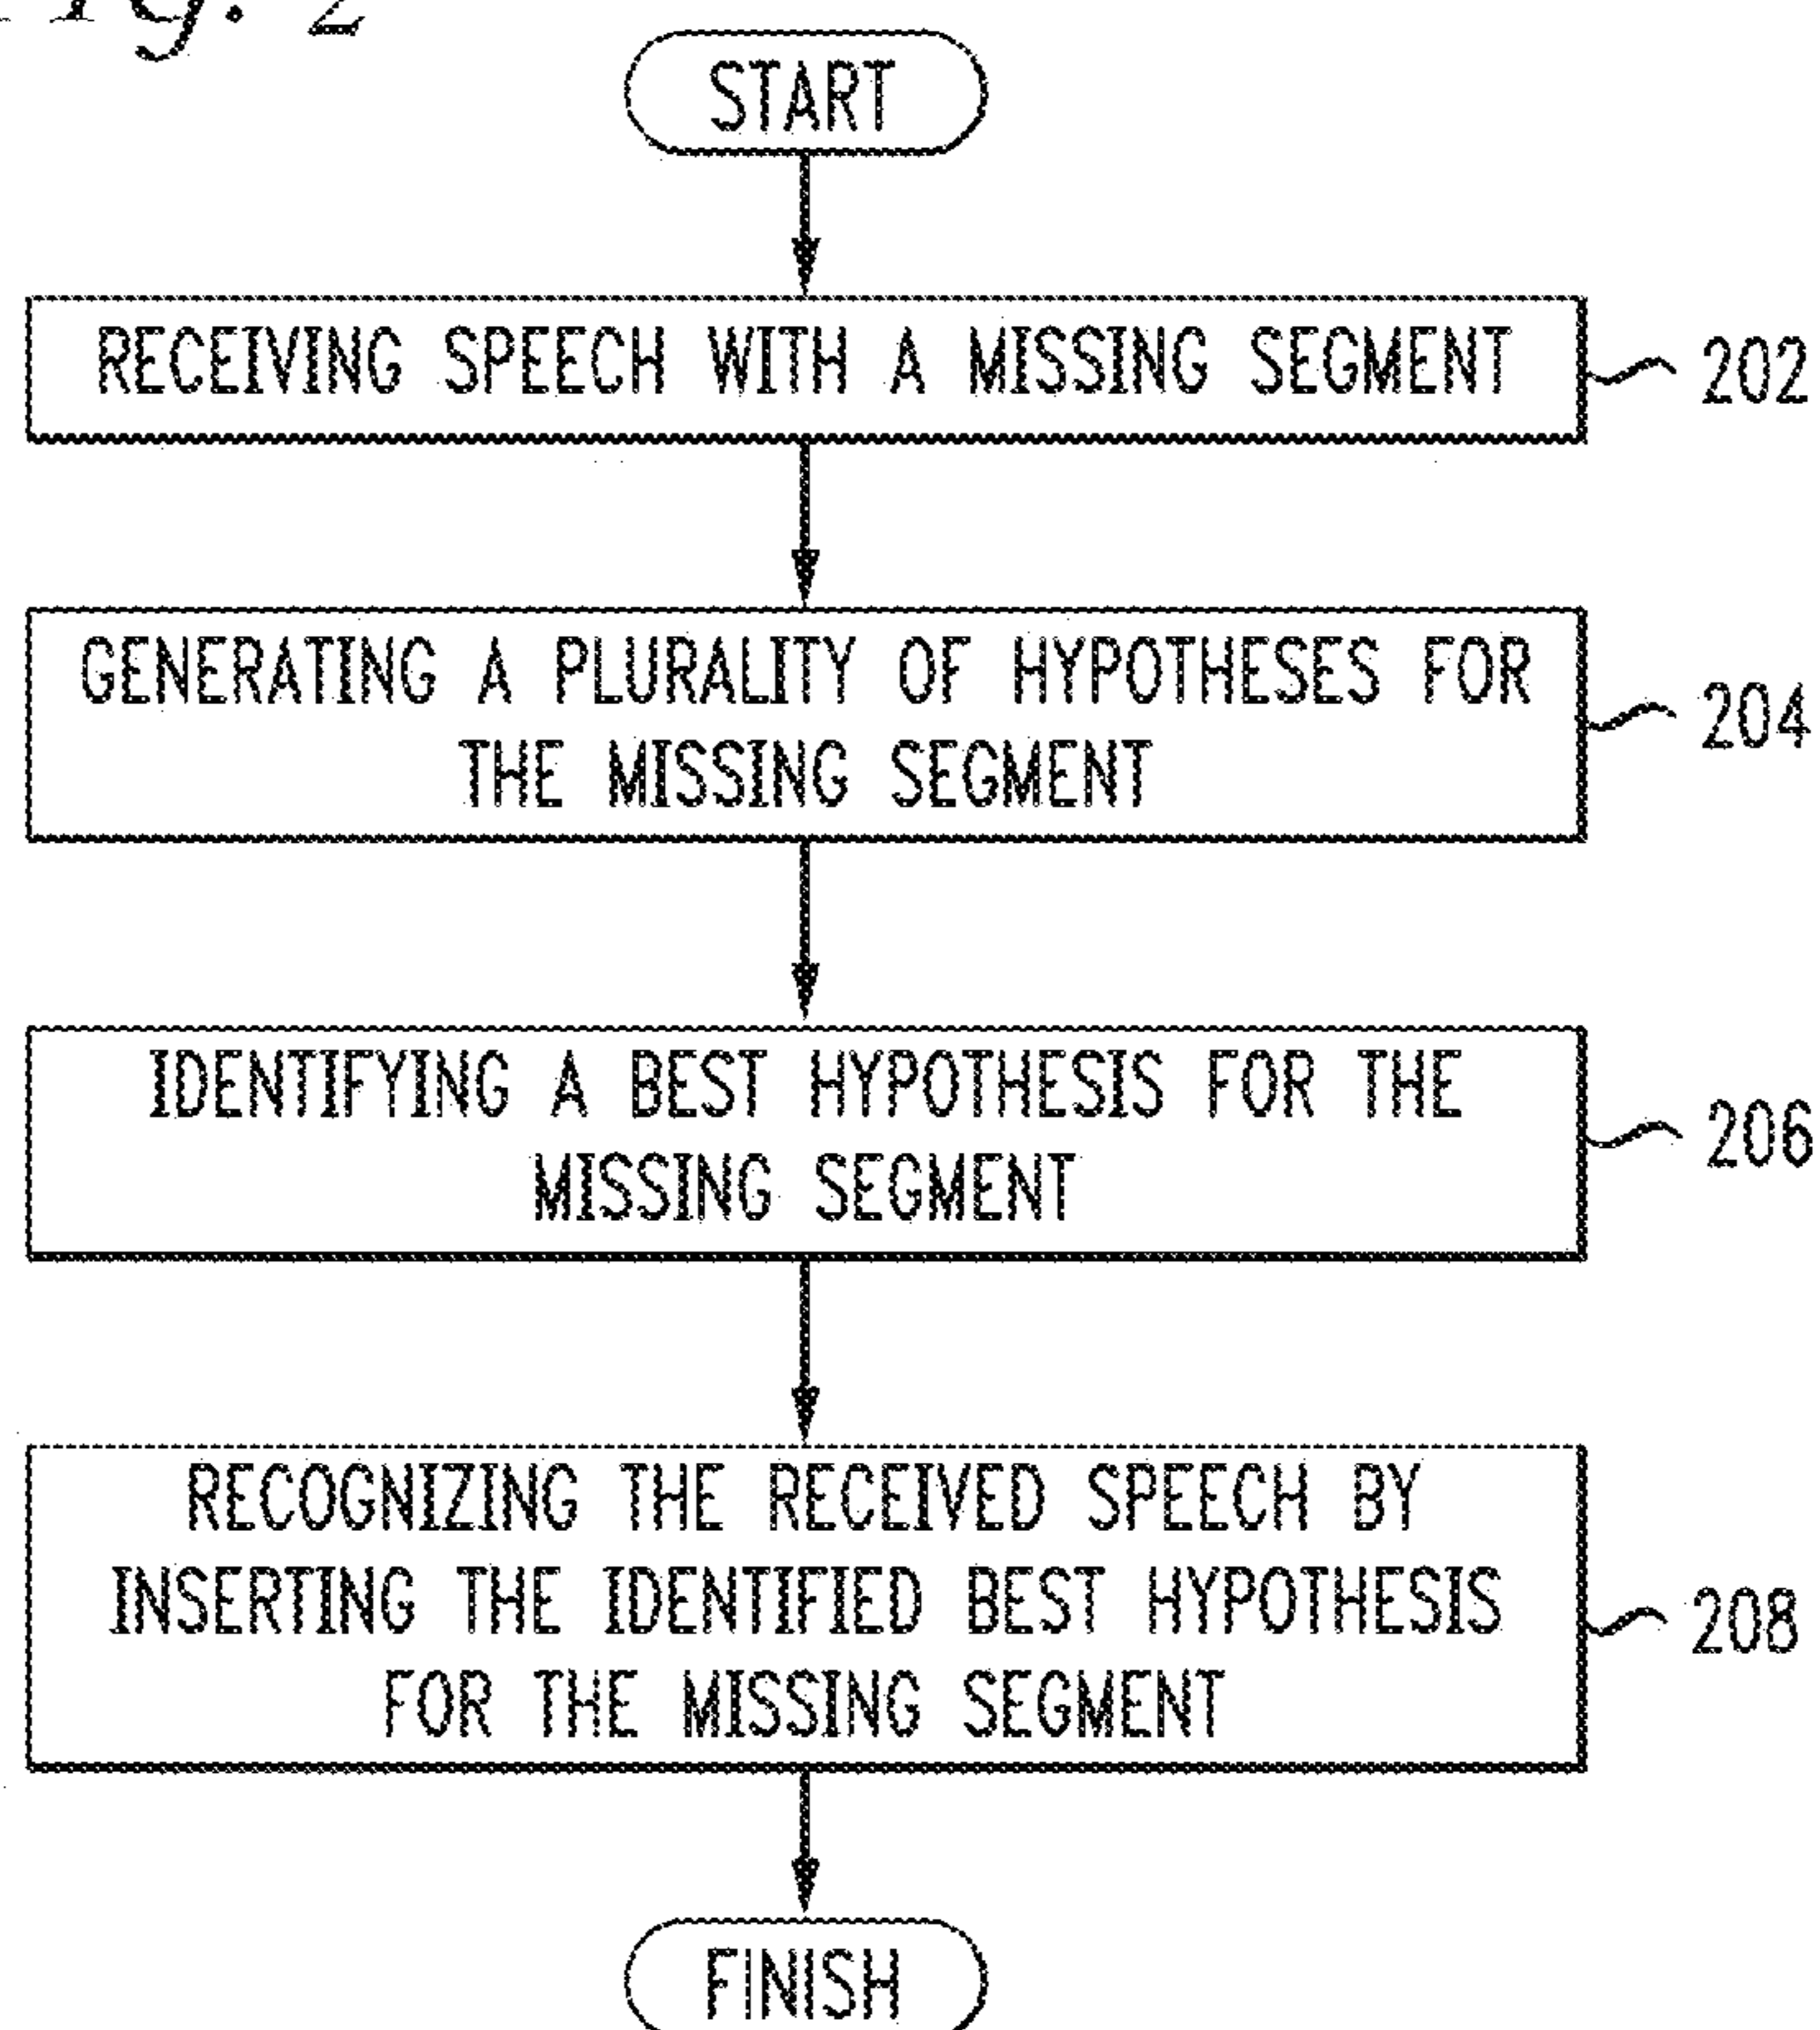 Fig. 2
START
RECEIVING SPEECH WITH A MISSING SEGMENT
202
GENERATING A PLURALITY OF HYPOTHESES FOR
THE MISSING SEGMENT
204
IDENTIFYING A BEST HYPOTHESIS FOR THE
MISSING SEGMENT
206
RECOGNIZING THE RECEIVED SPEECH BY
INSERTING THE IDENTIFIED BEST HYPOTHESIS
FOR THE MISSING SEGMENT
208
FINISH